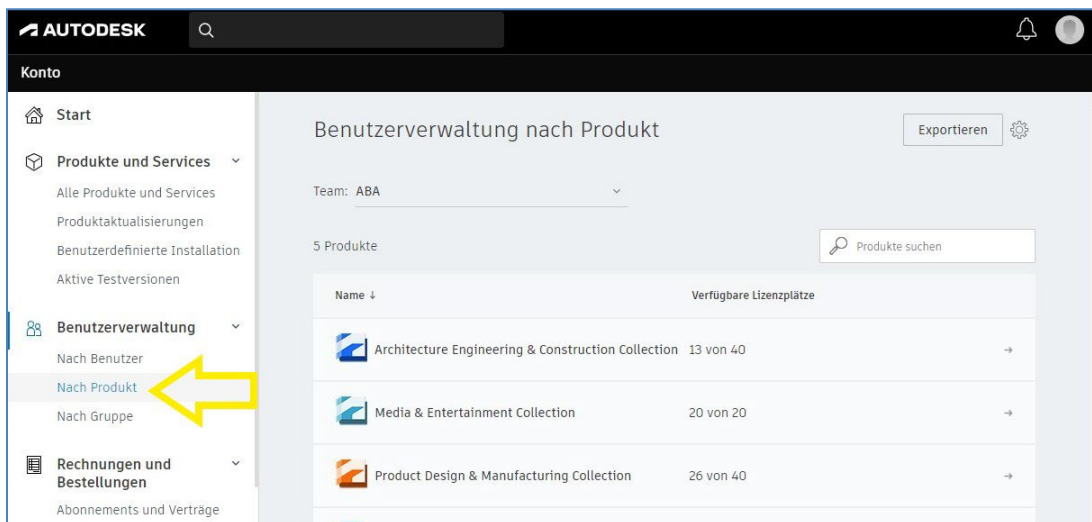 AUTODESK
Konto
Start
Produkte und Services
Alle Produkte und Services
Produktaktualisierungen
Benutzerdefinierte Installation
Aktive Testversionen
Benutzerverwaltung
Nach Benutzer
Nach Produkt
Nach Gruppe
Rechnungen und
Bestellungen
Abonnements und Verträge
Benutzerverwaltung nach Produkt
Exportieren
Team: ABA
5 Produkte
Produkte suchen
Name ↓ Verfügbare Lizenzplätze
Architecture Engineering & Construction Collection 13 von 40 →
Media & Entertainment Collection 20 von 20 →
Product Design & Manufacturing Collection 26 von 40 →